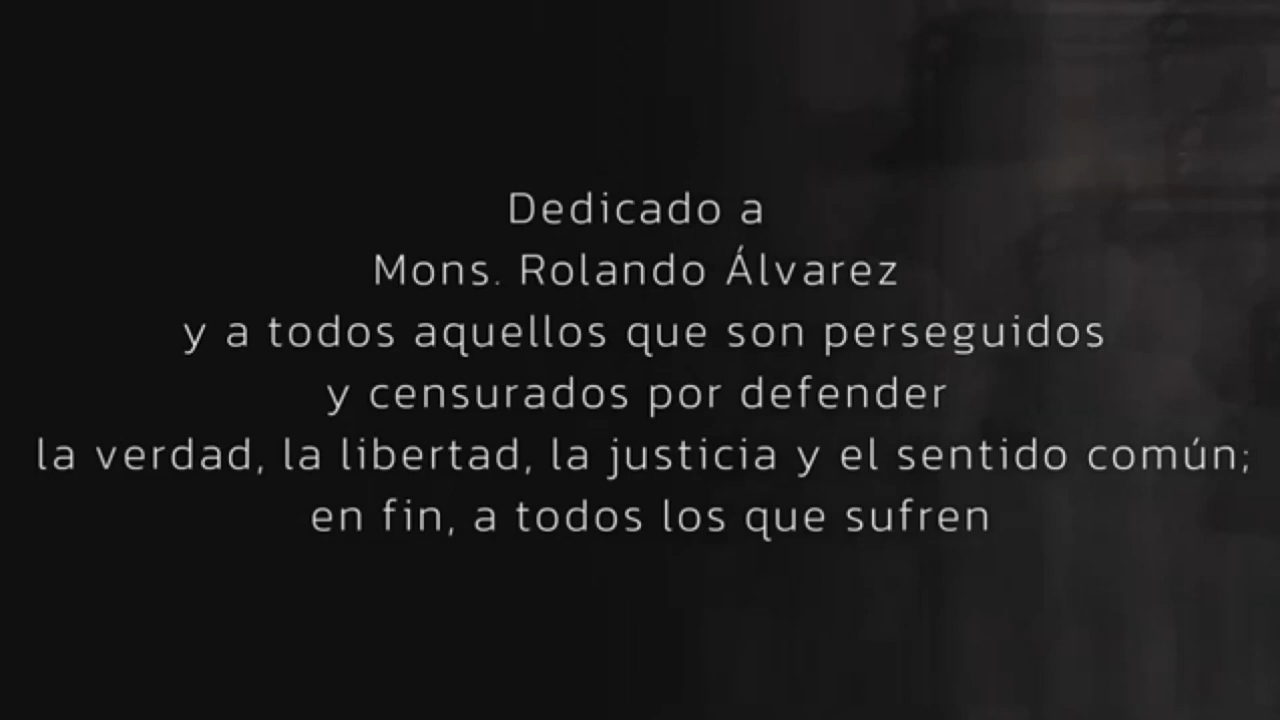 Dedicado a
Mons. Rolando Álvarez
y a todos aquellos que son perseguidos
y censurados por defender
la verdad, la libertad, la justicia y el sentido común;
en fin, a todos los que sufren